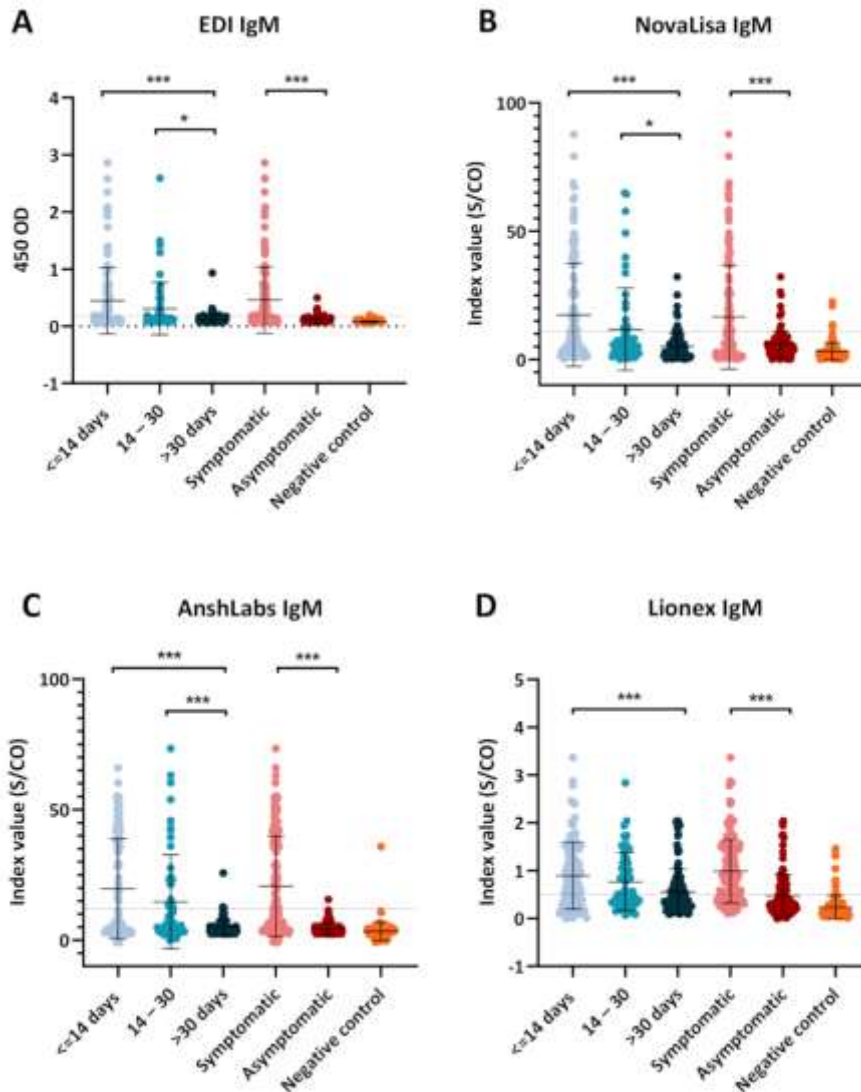 A
EDI IgM
***
***
*
4
3
2
1
0
-1
450 OD
<=14 days
14 – 30
>30 days
Symptomatic
Asymptomatic
Negative control
B
NovaLisa IgM
***
***
*
100
50
0
Index value (S/CO)
<=14 days
14 – 30
>30 days
Symptomatic
Asymptomatic
Negative control
C
AnshLabs IgM
***
***
***
100
50
0
Index value (S/CO)
<=14 days
14 – 30
>30 days
Symptomatic
Asymptomatic
Negative control
D
Lionex IgM
***
***
5
4
3
2
1
0
-1
Index value (S/CO)
<=14 days
14 – 30
>30 days
Symptomatic
Asymptomatic
Negative control